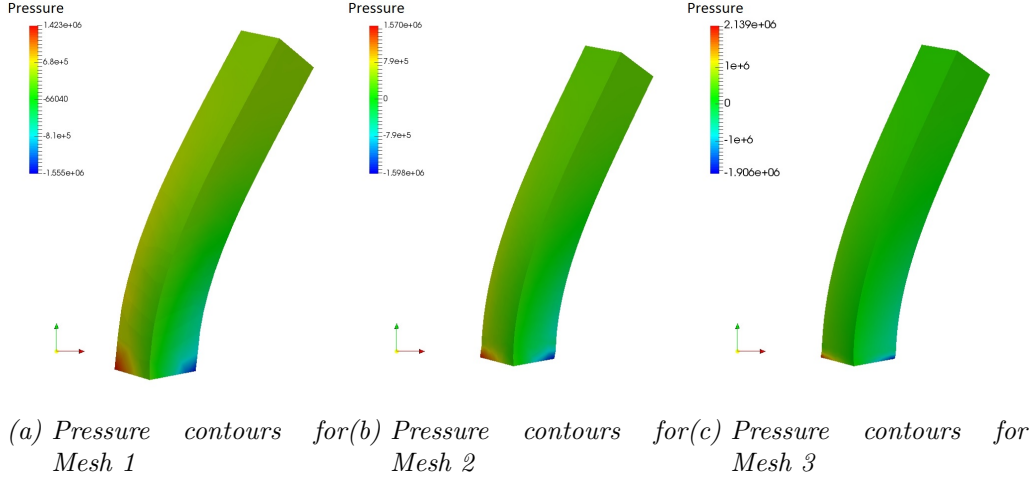 Pressure
1.423e+06
6.8e+5
-66040
-8.1e+5
-1.555e+06
Pressure
1.570e+06
7.9e+5
0
-7.9e+5
-1.598e+06
Pressure
2.139e+06
1e+6
0
-1e+6
-1.906e+06
(a) Pressure contours for
Mesh 1
(b) Pressure contours for
Mesh 2
(c) Pressure contours for
Mesh 3